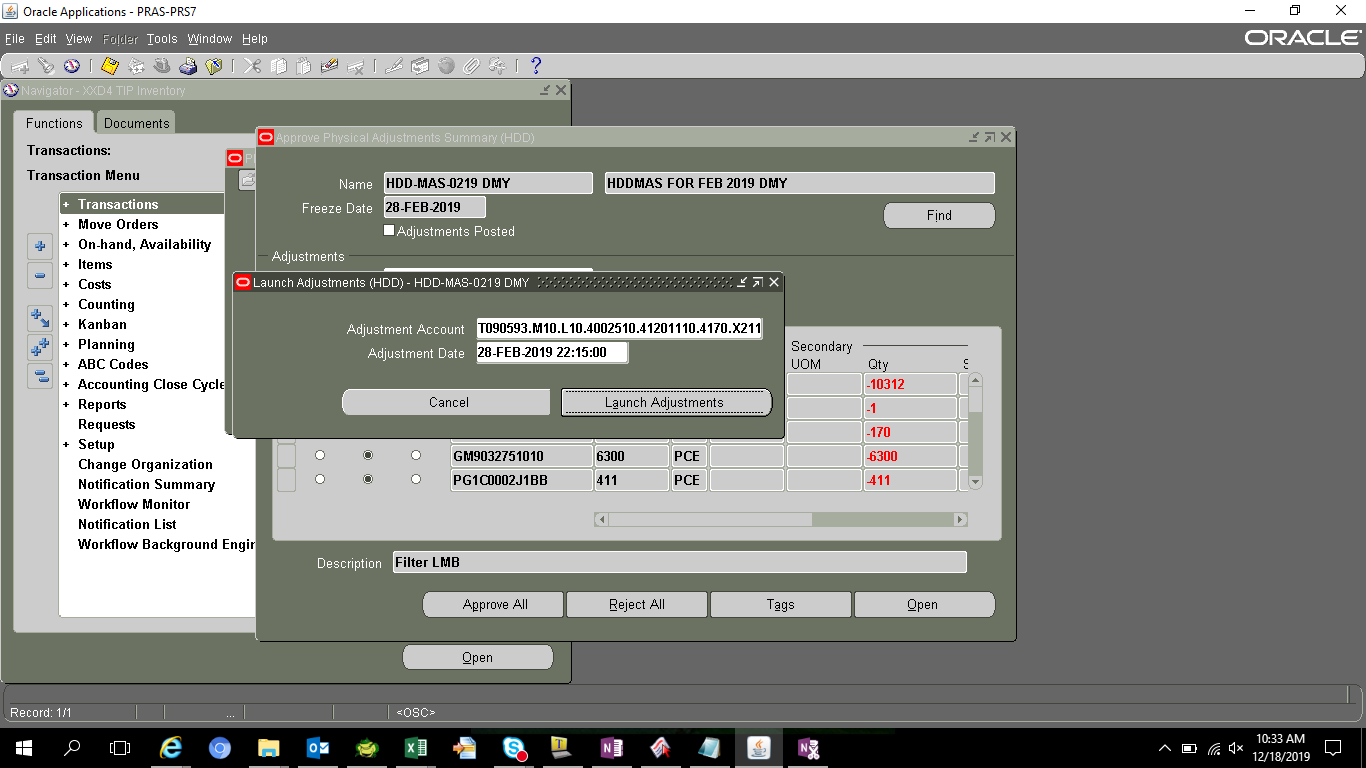 Oracle Applications - PRAS-PRS7
File Edit View Folder Tools Window Help
ORACLE
Navigator - XXD4 TIP Inventory
Functions Documents
Transactions:
Transaction Menu
+ Transactions
+ Move Orders
+ On-hand, Availability
+ Items
+ Costs
+ Counting
+ Kanban
+ Planning
+ ABC Codes
+ Accounting Close Cycle
+ Reports
Requests
+ Setup
Change Organization
Notification Summary
Workflow Monitor
Notification List
Workflow Background Engin
Open
Approve Physical Adjustments Summary (HDD)
Name HDD-MAS-0219 DMY HDDMAS FOR FEB 2019 DMY
Freeze Date 28-FEB-2019
Find
Adjustments Posted
Adjustments
Launch Adjustments (HDD) - HDD-MAS-0219 DMY
Adjustment Account T090593.M10.L10.4002510.41201110.4170.X211
Adjustment Date 28-FEB-2019 22:15:00
Cancel Launch Adjustments
Secondary
UOM Qty S
-10312
-1
-170
GM9032751010 6300 PCE -6300
PG1C0002J1BB 411 PCE -411
Description Filter LMB
Approve All Reject All Tags Open
Record: 1/1 ... <OSC>
10:33 AM
12/18/2019